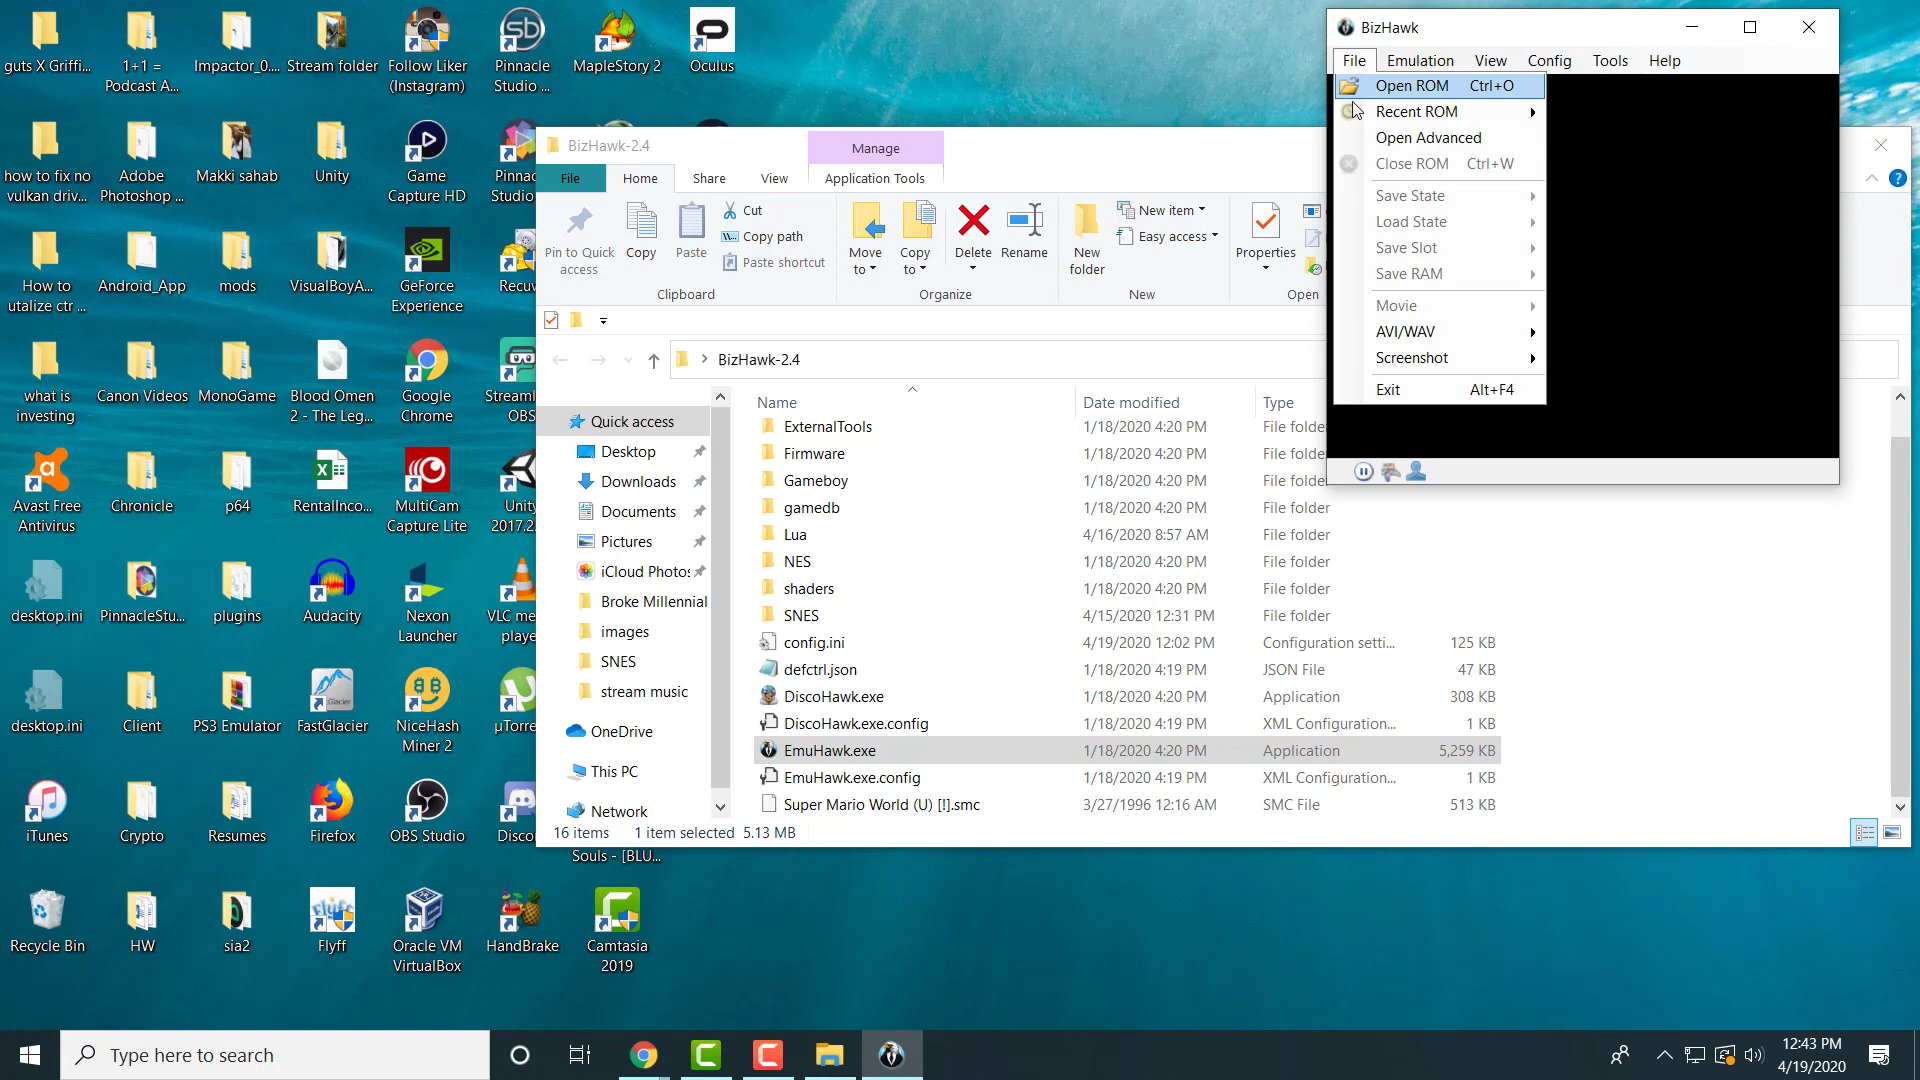 guts X Griffi...
1+1 =
Podcast A...
Impactor_0....
Stream folder
Follow Liker
(Instagram)
Pinnacle
Studio ...
MapleStory 2
Oculus
how to fix no
vulkan driv...
Adobe
Photoshop ...
Makki sahab
Unity
Game
Capture HD
Pinnac
Studio
How to
utalize ctr ...
Android_App
mods
VisualBoyA...
GeForce
Experience
Recuv
what is
investing
Canon Videos
MonoGame
Blood Omen
2 - The Leg...
Google
Chrome
Streaml
OBS
Avast Free
Antivirus
Chronicle
p64
RentalInco...
MultiCam
Capture Lite
Unity
2017.2
desktop.ini
PinnacleStu...
plugins
Audacity
Nexon
Launcher
VLC me
playe
desktop.ini
Client
PS3 Emulator
FastGlacier
NiceHash
Miner 2
µTorre
iTunes
Crypto
Resumes
Firefox
OBS Studio
Disco
Souls - [BLU...
Recycle Bin
HW
sia2
Flyff
Oracle VM
VirtualBox
HandBrake
Camtasia
2019
BizHawk-2.4
Manage
File
Home
Share
View
Application Tools
Pin to Quick
access
Copy
Paste
Cut
Copy path
Paste shortcut
Clipboard
Move
to
Copy
to
Delete
Rename
Organize
New
folder
New item
Easy access
New
Properties
Open
BizHawk-2.4
Quick access
Desktop
Downloads
Documents
Pictures
iCloud Photos
Broke Millennial
images
SNES
stream music
OneDrive
This PC
Network
Name
Date modified
Type
ExternalTools 1/18/2020 4:20 PM File folder
Firmware 1/18/2020 4:20 PM File folder
Gameboy 1/18/2020 4:20 PM File folder
gamedb 1/18/2020 4:20 PM File folder
Lua 4/16/2020 8:57 AM File folder
NES 1/18/2020 4:20 PM File folder
shaders 1/18/2020 4:20 PM File folder
SNES 4/15/2020 12:31 PM File folder
config.ini 4/19/2020 12:02 PM Configuration setti... 125 KB
defctrl.json 1/18/2020 4:19 PM JSON File 47 KB
DiscoHawk.exe 1/18/2020 4:20 PM Application 308 KB
DiscoHawk.exe.config 1/18/2020 4:19 PM XML Configuration... 1 KB
EmuHawk.exe 1/18/2020 4:20 PM Application 5,259 KB
EmuHawk.exe.config 1/18/2020 4:19 PM XML Configuration... 1 KB
Super Mario World (U) [!].smc 3/27/1996 12:16 AM SMC File 513 KB
16 items 1 item selected 5.13 MB
BizHawk
File Emulation View Config Tools Help
Open ROM Ctrl+O
Recent ROM
Open Advanced
Close ROM Ctrl+W
Save State
Load State
Save Slot
Save RAM
Movie
AVI/WAV
Screenshot
Exit Alt+F4
Type here to search
12:43 PM
4/19/2020